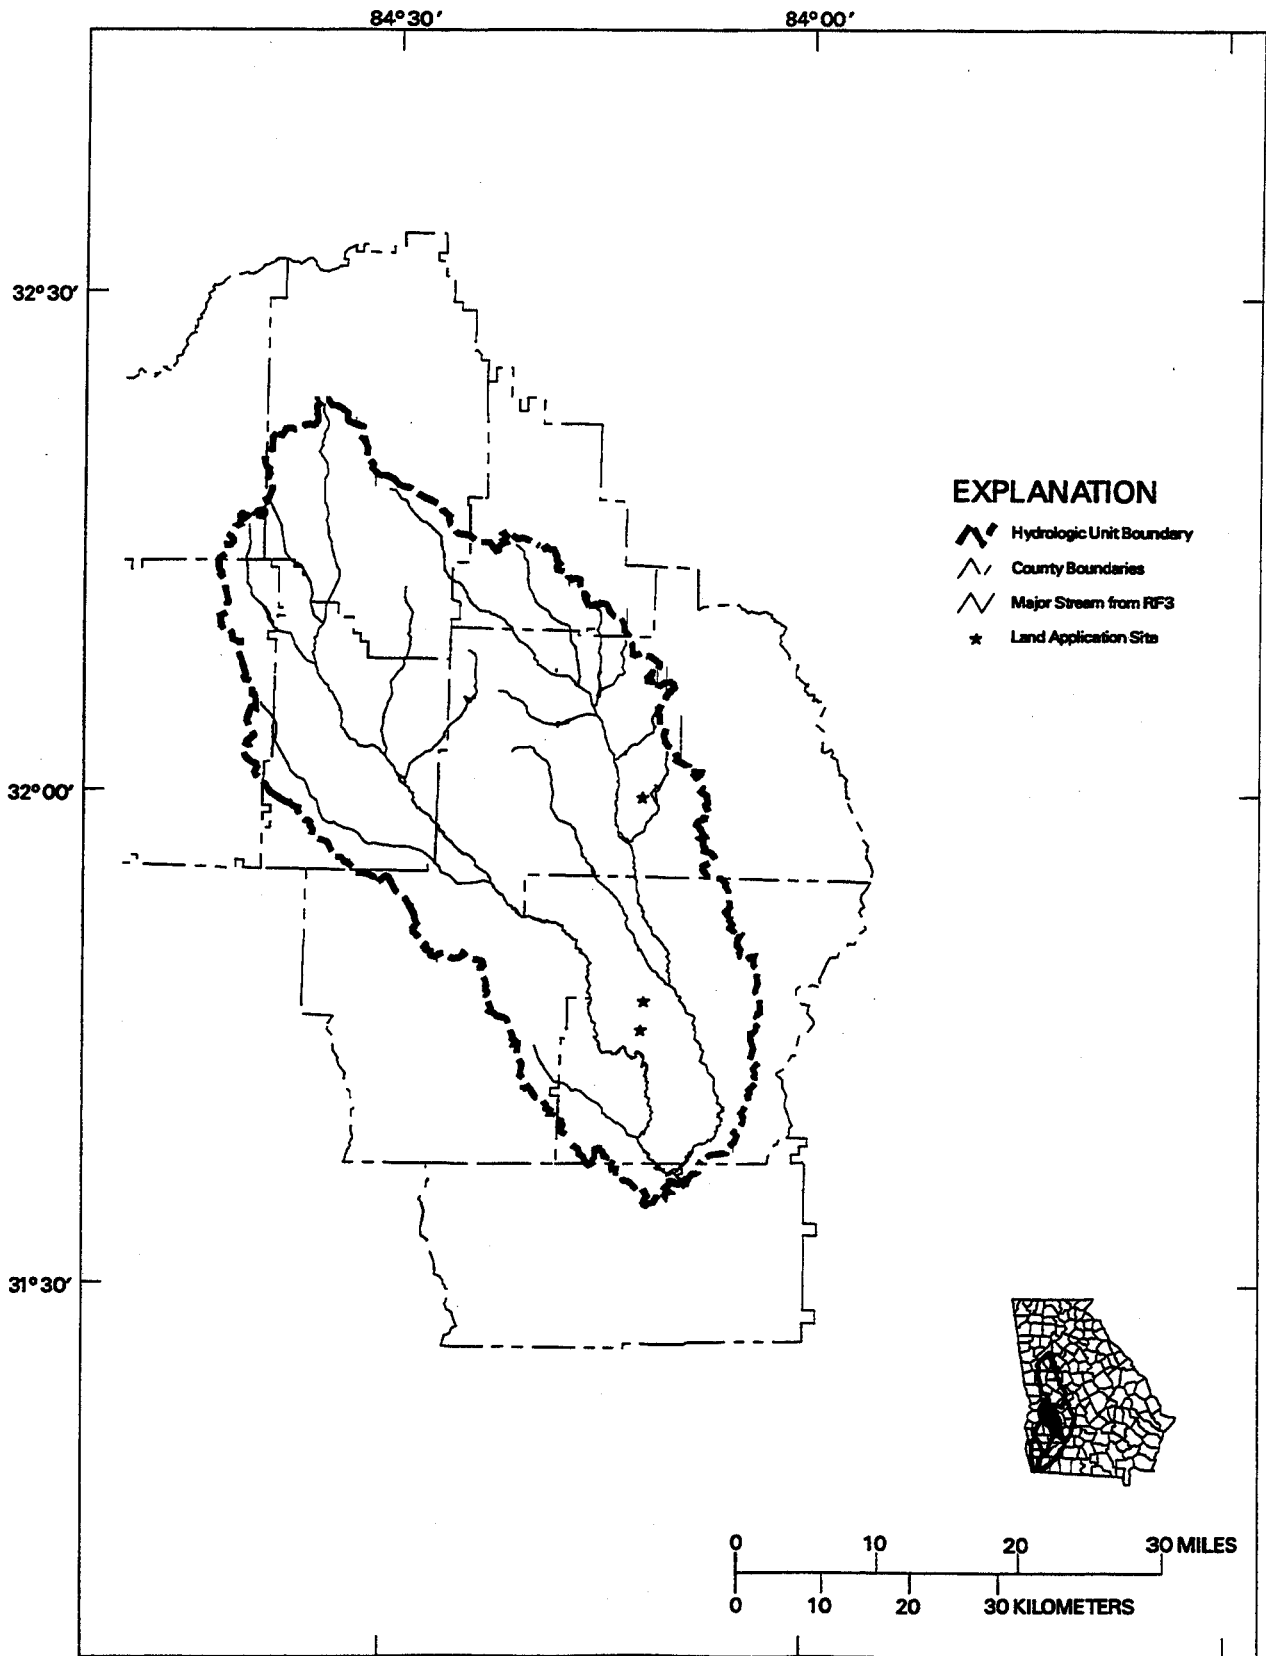 84°30′
84°00′
32°30′
EXPLANATION
Hydrologic Unit Boundary
County Boundaries
Major Stream from RF3
Land Application Site
32°00′
31°30′
0 10 20 30 MILES
0 10 20 30 KILOMETERS